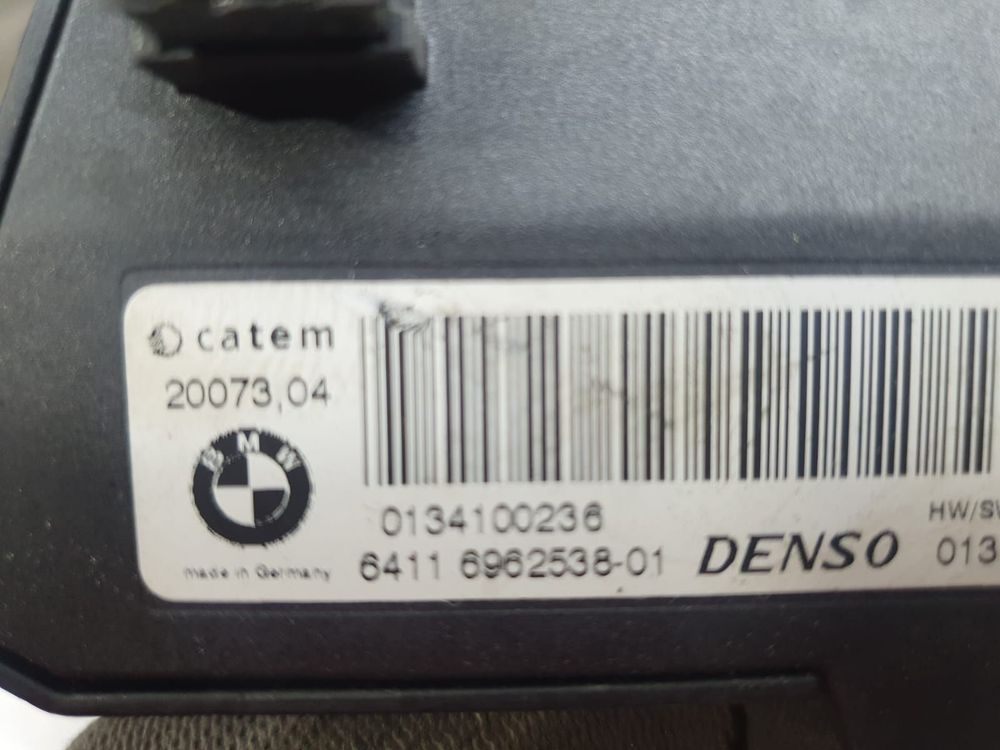 catem
20073,04
BMW
made in Germany
0134100236
6411 6962538-01
DENSO
HW/SW
013